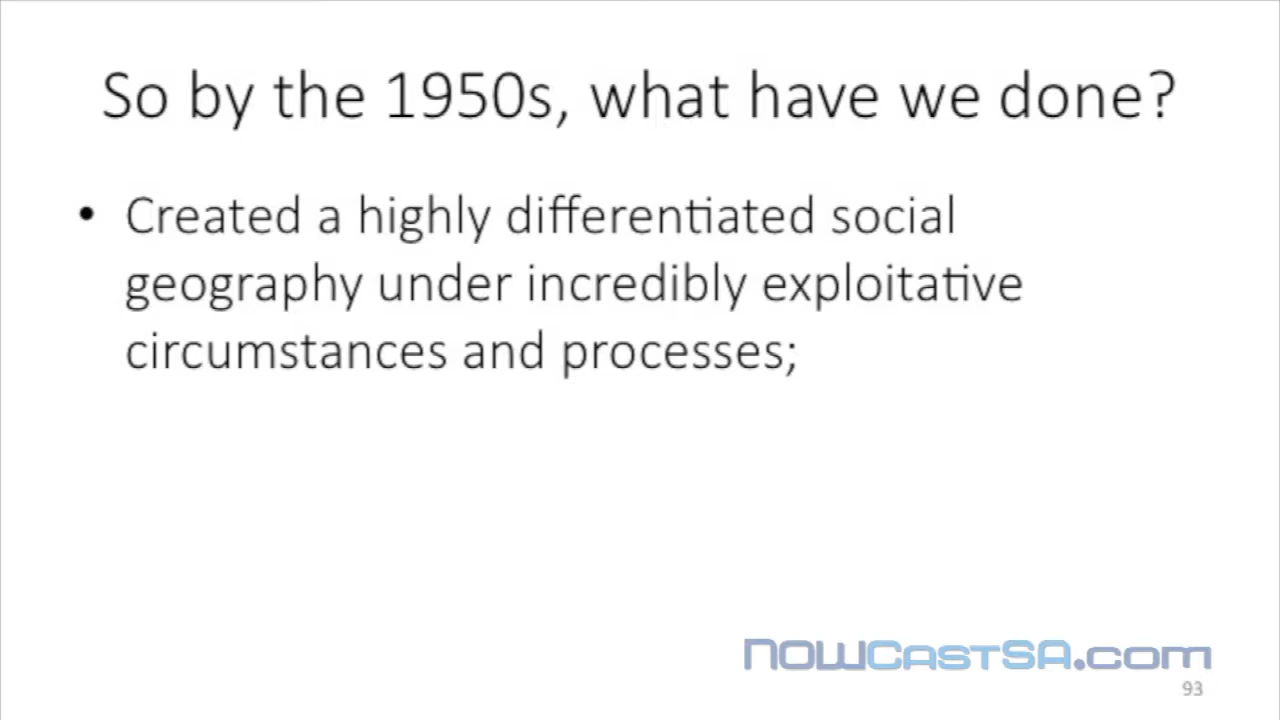 So by the 1950s, what have we done?
• Created a highly differentiated social
geography under incredibly exploitative
circumstances and processes;
NOWCastSA.com
93